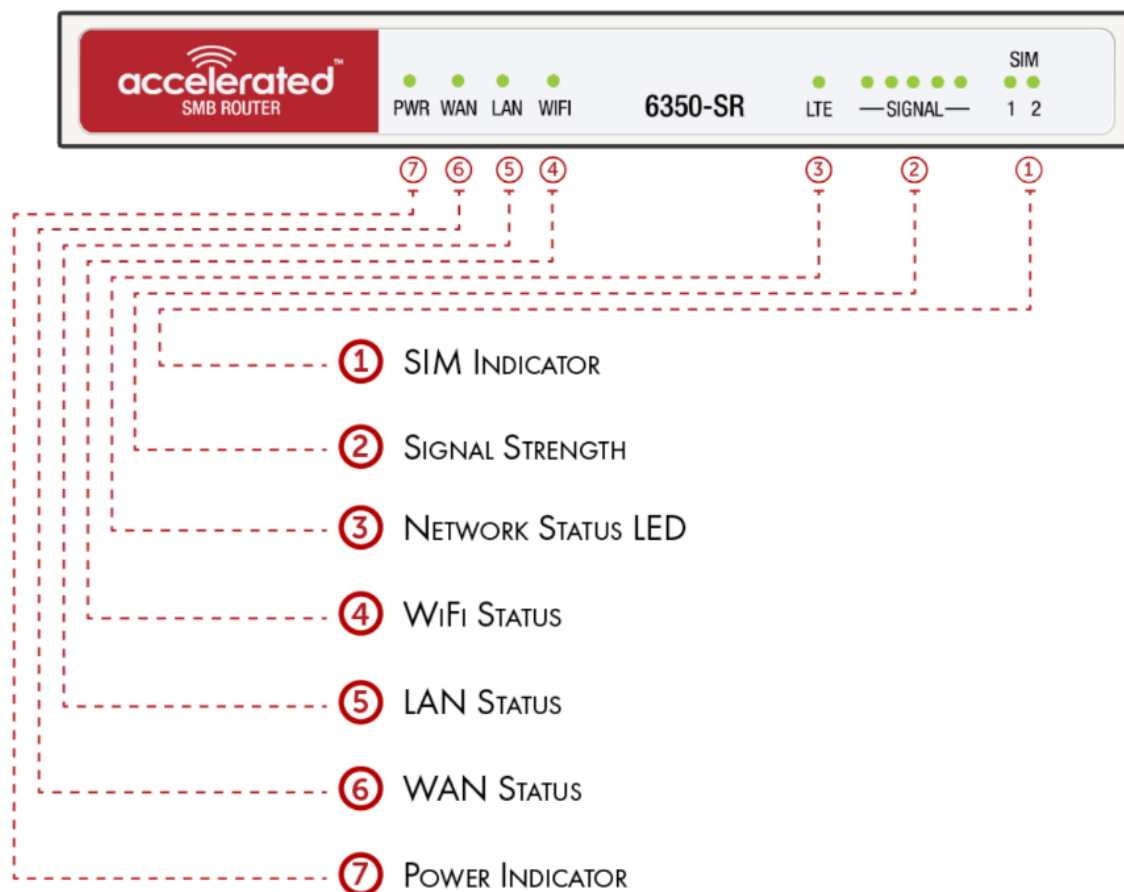 accelerated™
SMB ROUTER
PWR WAN LAN WIFI
6350-SR
LTE
SIGNAL
SIM
1 2
7 6 5 4 3 2 1
1 SIM Indicator
2 Signal Strength
3 Network Status LED
4 WiFi Status
5 LAN Status
6 WAN Status
7 Power Indicator